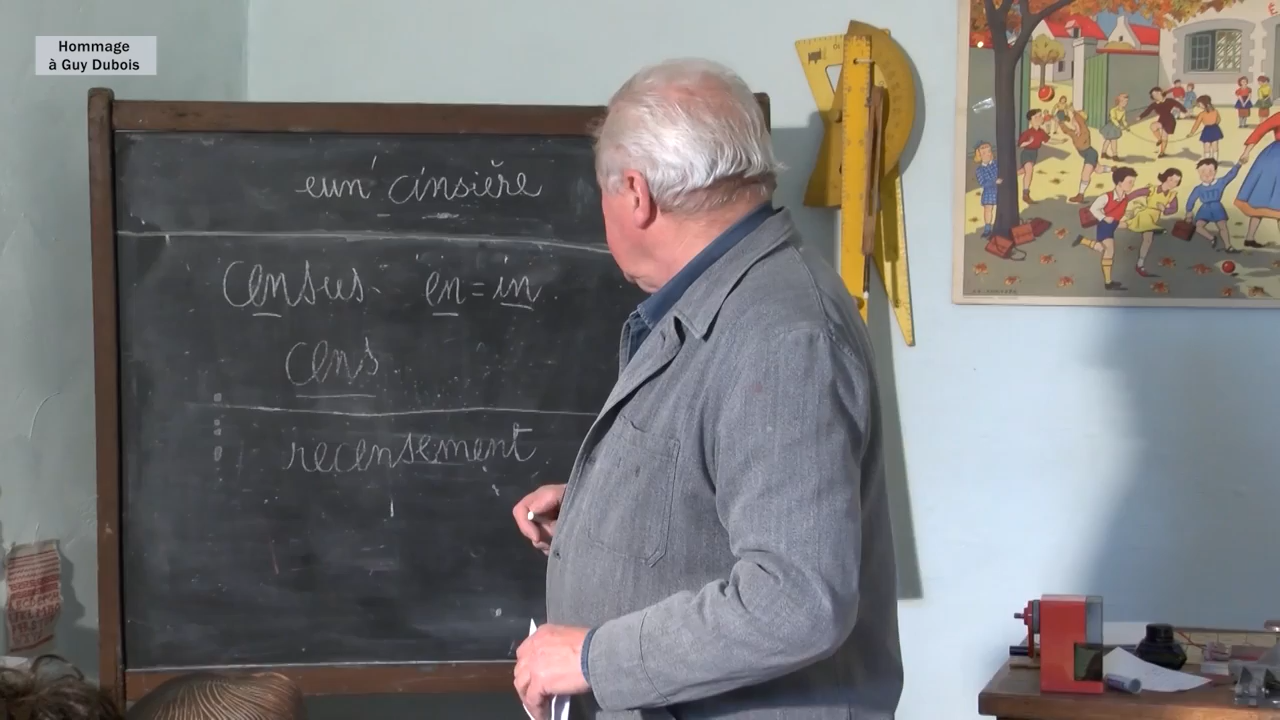 Hommage
à Guy Dubois
eun' cinsière
census. en = in
cens
recensement